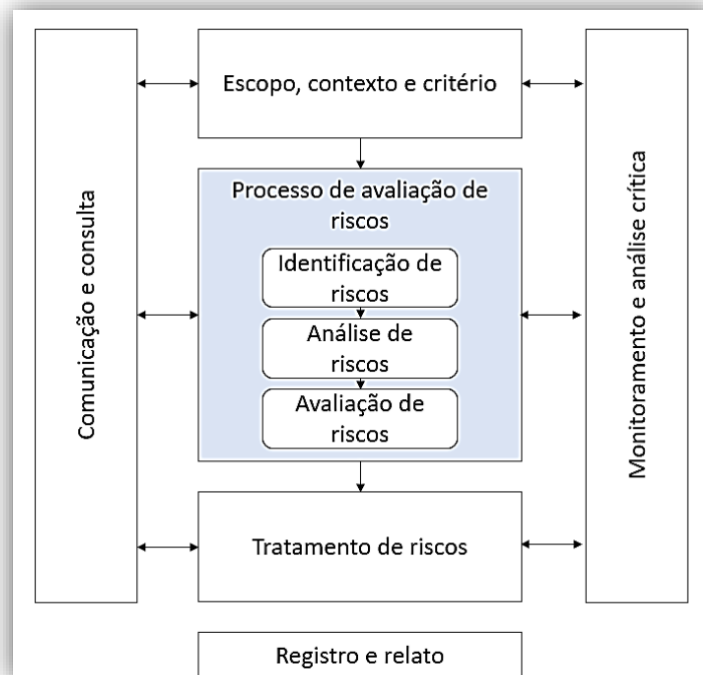 Escopo, contexto e critério
Comunicação e consulta
Processo de avaliação de
riscos
Identificação de
riscos
Análise de
riscos
Avaliação de
riscos
Monitoramento e análise crítica
Tratamento de riscos
Registro e relato